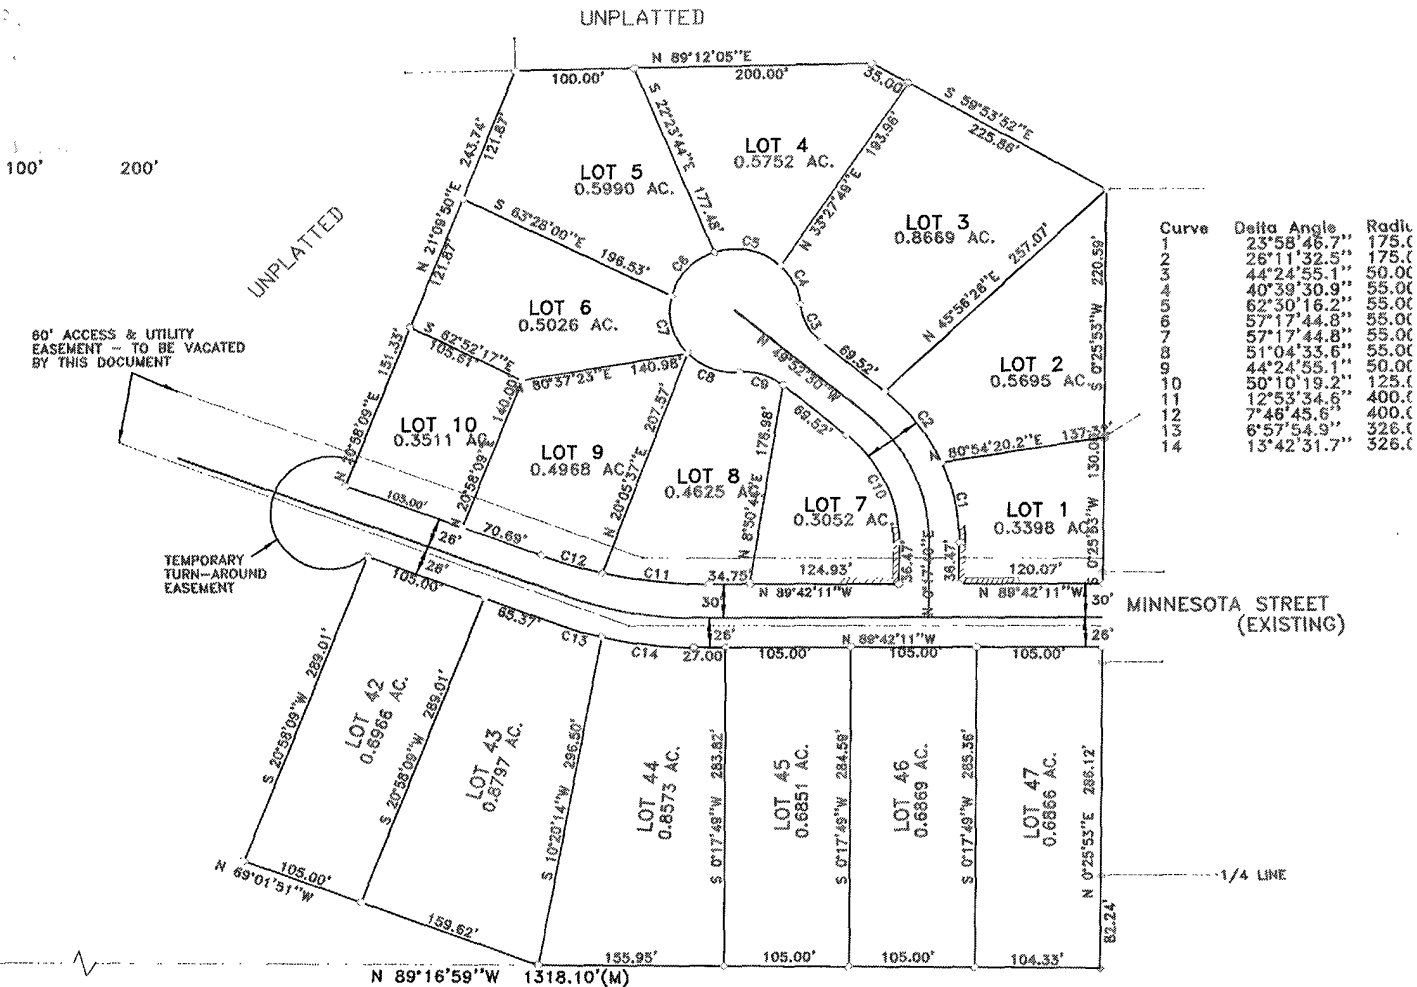 UNPLATTED
N 89°12'05"E
100.00'
200.00'
35.00'
S 59°53'52"E
225.86'
100' 200'
N 21°09'50"E 243.74'
121.87'
121.87'
S 22°23'44"E 177.48'
LOT 5
0.5990 AC.
LOT 4
0.5752 AC.
N 33°27'49"E 193.96'
LOT 3
0.8669 AC.
N 45°56'26"E 257.07'
S 0°25'53"W 220.59'
UNPLATTED
S 63°28'00"E
196.53'
C5
C6
C4
C3
C7
LOT 6
0.5026 AC.
60' ACCESS & UTILITY
EASEMENT - TO BE VACATED
BY THIS DOCUMENT
S 62°52'17"E
105.61'
N 80°37'23"E 140.98'
N 49°52'30"W
69.52'
LOT 2
0.5695 AC.
C8
C9
69.52'
C2
N 80°54'20.2"E 137.32'
N 20°58'09"E 151.33'
LOT 10
0.3511 AC.
N 20°58'09"W 140.00'
LOT 9
0.4968 AC.
N 20°05'37"E 207.57'
LOT 8
0.4625 AC.
N 8°50'44"E 176.98'
LOT 7
0.3052 AC.
C10
C1
LOT 1
0.3398 AC.
S 0°25'53"W 130.00'
Curve Delta Angle Radiu
1 23°58'46.7" 175.0
2 26°11'32.5" 175.0
3 44°24'55.1" 50.00
4 40°39'30.9" 55.00
5 62°30'16.2" 55.00
6 57°17'44.8" 55.00
7 57°17'44.8" 55.00
8 51°04'33.6" 55.00
9 44°24'55.1" 50.00
10 50°10'19.2" 125.0
11 12°53'34.6" 400.0
12 7°46'45.6" 400.0
13 6°57'54.9" 326.0
14 13°42'31.7" 326.0
103.00'
70.69'
C12
C11
34.75'
124.93'
36.47'
36.47'
120.07'
N 89°42'11"W
N 89°42'11"W
TEMPORARY
TURN-AROUND
EASEMENT
26'
26'
105.00'
65.37'
C13
C14
27.00
30'
26'
30'
26'
N 89°42'11"W
105.00'
105.00'
105.00'
MINNESOTA STREET
(EXISTING)
S 20°58'09"W 289.01'
LOT 42
0.6966 AC.
S 20°58'09"W 289.01'
LOT 43
0.8797 AC.
S 10°20'14"W 296.50'
LOT 44
0.8573 AC.
S 0°17'49"W 283.82'
LOT 45
0.6851 AC.
S 0°17'49"W 284.59'
LOT 46
0.6869 AC.
S 0°17'49"W 285.36'
LOT 47
0.6866 AC.
N 0°25'53"E 286.12'
1/4 LINE
82.24'
105.00'
N 69°01'51"W
159.62'
155.95'
105.00'
105.00'
104.33'
N 89°16'59"W 1318.10'(M)